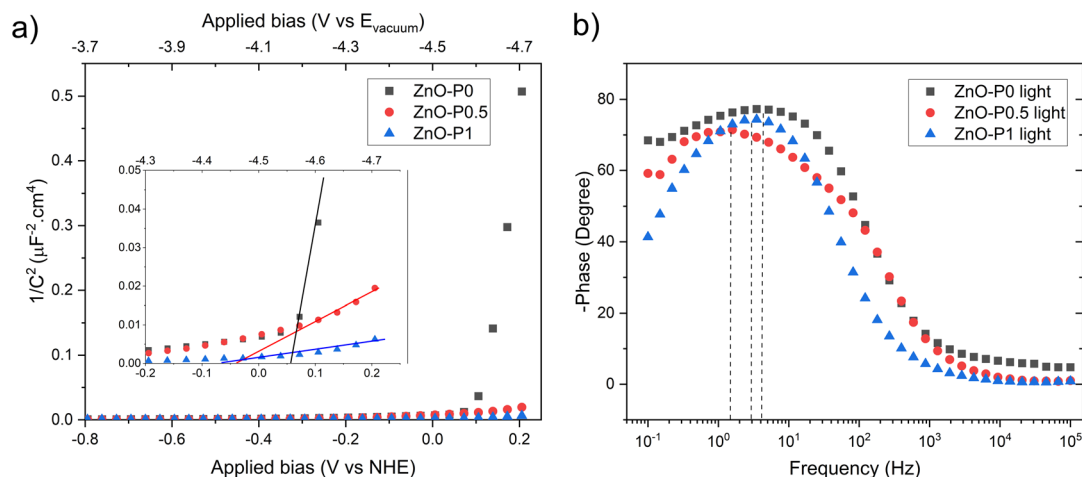 a)
Applied bias (V vs E_vacuum)
-3.7 -3.9 -4.1 -4.3 -4.5 -4.7
1/C² (μF⁻².cm⁴)
0.5
0.4
0.3
0.2
0.1
0.0
ZnO-P0
ZnO-P0.5
ZnO-P1
-4.3 -4.4 -4.5 -4.6 -4.7
0.05
0.04
0.03
0.02
0.01
0.00
-0.2 -0.1 0.0 0.1 0.2
-0.8 -0.6 -0.4 -0.2 0.0 0.2
Applied bias (V vs NHE)
b)
-Phase (Degree)
80
60
40
20
0
ZnO-P0 light
ZnO-P0.5 light
ZnO-P1 light
10⁻¹ 10⁰ 10¹ 10² 10³ 10⁴ 10⁵
Frequency (Hz)